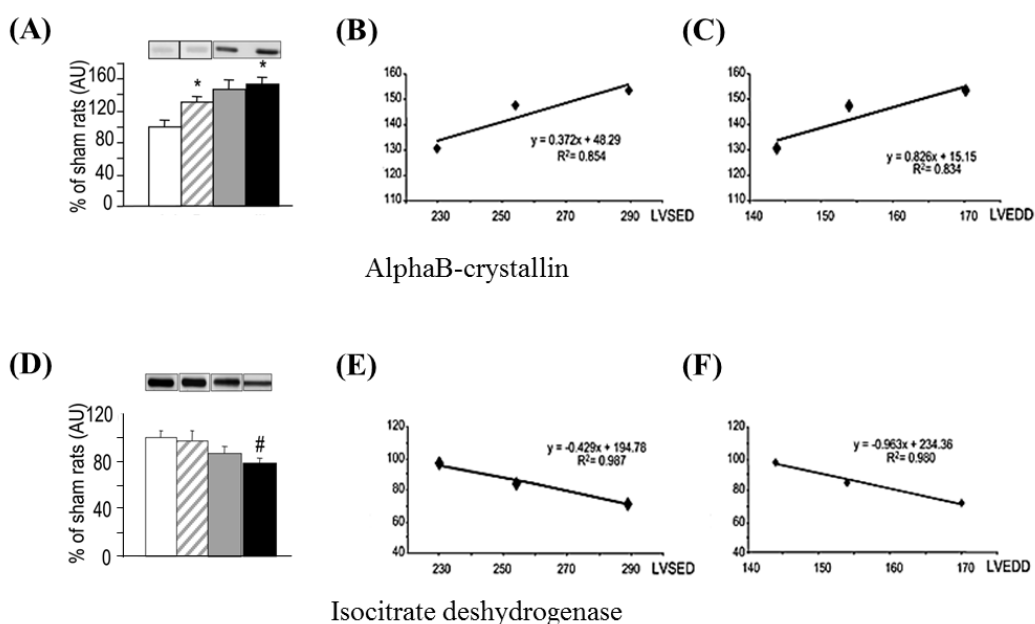 (A)
% of sham rats (AU)
160
120
80
40
0
*
*
(B)
160
150
140
130
120
110
y = 0.372x + 48.29
R²= 0.854
230 250 270 290 LVSED
(C)
160
150
140
130
120
110
y = 0.826x + 15.15
R²= 0.834
140 150 160 170 LVEDD
AlphaB-crystallin
(D)
% of sham rats (AU)
120
80
40
0
#
(E)
120
100
80
60
40
y = -0.429x + 194.78
R²= 0.987
230 250 270 290 LVSED
(F)
120
100
80
60
40
y = -0.963x + 234.36
R²= 0.980
140 150 160 170 LVEDD
Isocitrate deshydrogenase